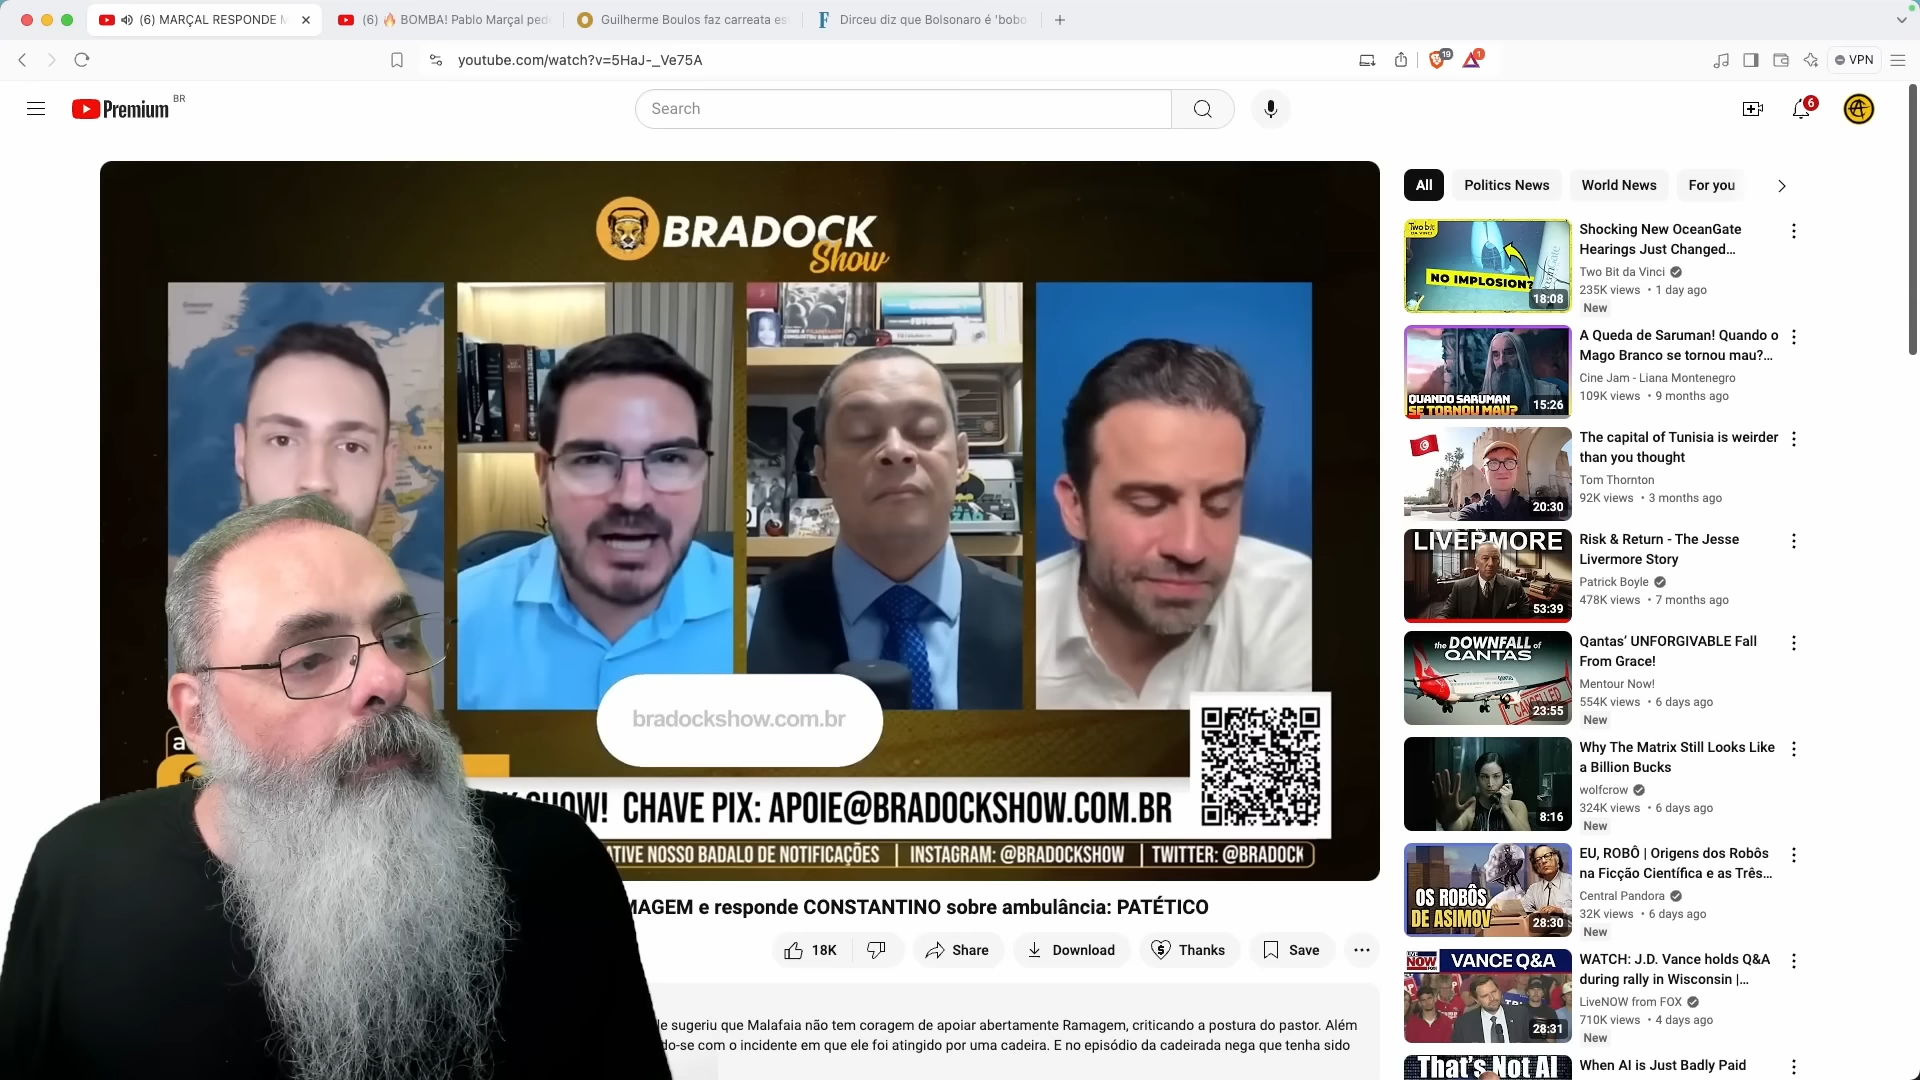 (6) MARÇAL RESPONDE M
(6) 🔥 BOMBA! Pablo Marçal ped
Guilherme Boulos faz carreata es
Dirceu diz que Bolsonaro é 'bobo
youtube.com/watch?v=5HaJ-_Ve75A
19
1
VPN
Premium
BR
Search
6
BRADOCK
Show
bradockshow.com.br
SHOW! CHAVE PIX: APOIE@BRADOCKSHOW.COM.BR
ATIVE NOSSO BADALO DE NOTIFICAÇÕES | INSTAGRAM: @BRADOCKSHOW | TWITTER: @BRADOCK
MAGEM e responde CONSTANTINO sobre ambulância: PATÉTICO
18K
Share
Download
Thanks
Save
le sugeriu que Malafaia não tem coragem de apoiar abertamente Ramagem, criticando a postura do pastor. Além
do-se com o incidente em que ele foi atingido por uma cadeira. E no episódio da cadeirada nega que tenha sido
All
Politics News
World News
For you
Two bit
DA VINCI
NO IMPLOSION?
18:08
Shocking New OceanGate
Hearings Just Changed…
Two Bit da Vinci
235K views • 1 day ago
New
QUANDO SARUMAN
SE TORNOU MAU?
15:26
A Queda de Saruman! Quando o
Mago Branco se tornou mau?…
Cine Jam - Liana Montenegro
109K views • 9 months ago
20:30
The capital of Tunisia is weirder
than you thought
Tom Thornton
92K views • 3 months ago
LIVERMORE
53:39
Risk & Return - The Jesse
Livermore Story
Patrick Boyle
478K views • 7 months ago
the DOWNFALL of
QANTAS
CANCELLED
23:55
Qantas’ UNFORGIVABLE Fall
From Grace!
Mentour Now!
554K views • 6 days ago
New
8:16
Why The Matrix Still Looks Like
a Billion Bucks
wolfcrow
324K views • 6 days ago
New
OS ROBÔS
DE ASIMOV
28:30
EU, ROBÔ | Origens dos Robôs
na Ficção Científica e as Três…
Central Pandora
32K views • 6 days ago
New
LIVE
NOW
VANCE Q&A
28:31
WATCH: J.D. Vance holds Q&A
during rally in Wisconsin |…
LiveNOW from FOX
710K views • 4 days ago
New
That's Not AI
When AI is Just Badly Paid